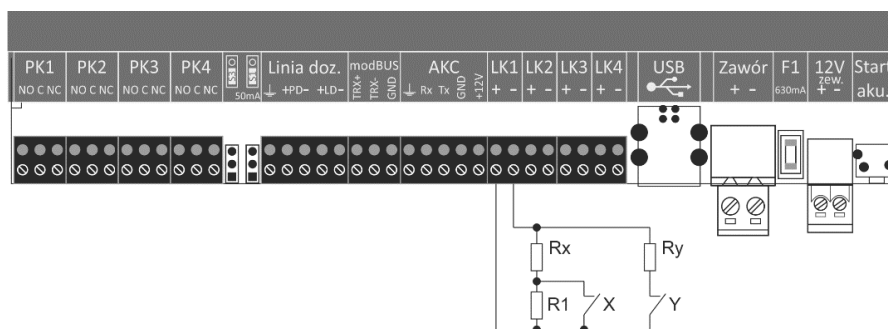 PK1 PK2 PK3 PK4 Linia doz. modBUS AKC LK1 LK2 LK3 LK4 USB Zawór F1 12V Start
NO C NC NO C NC NO C NC NO C NC 50mA +PD- +LD- TRX+ TRX- GND Rx Tx GND +12V + - + - + - + - + - 630mA zew. + - aku.
Rx Ry
R1 X Y